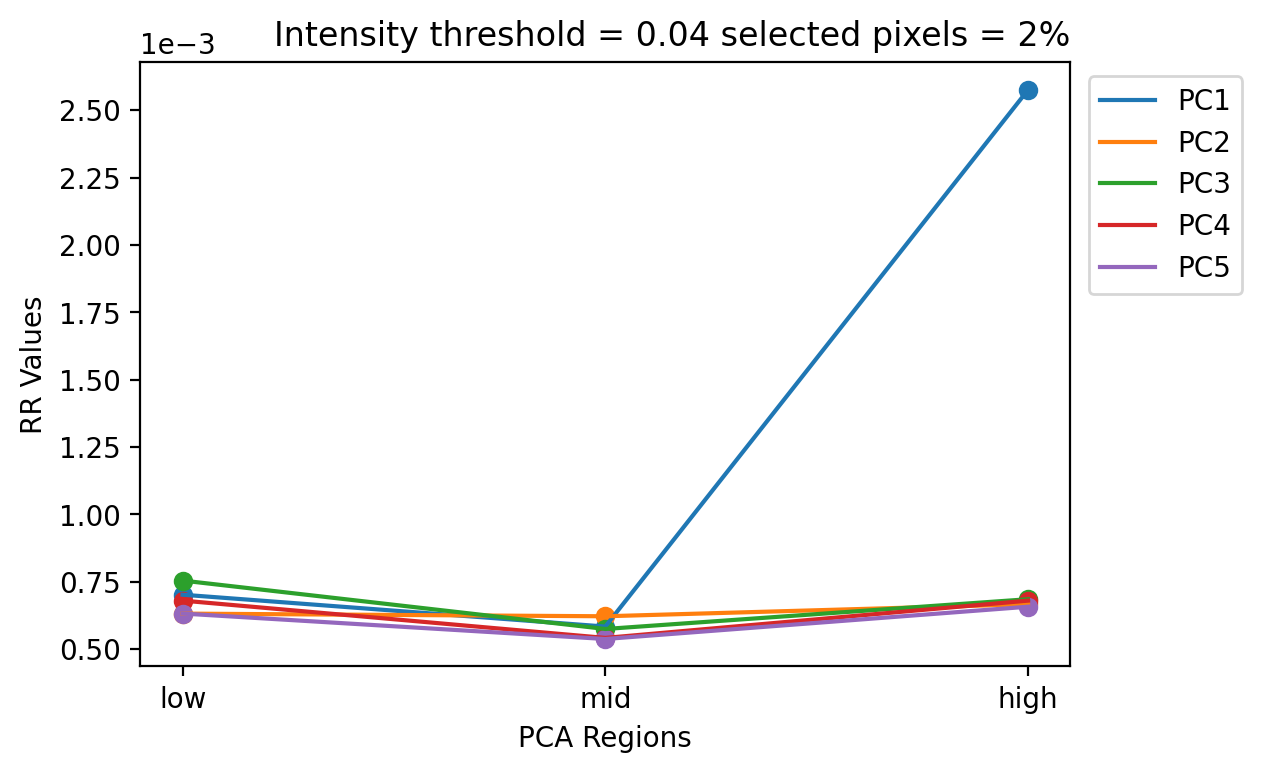 Intensity threshold = 0.04 selected pixels = 2%
1e−3
2.50
2.25
2.00
1.75
1.50
1.25
1.00
0.75
0.50
RR Values
low
mid
high
PCA Regions
PC1
PC2
PC3
PC4
PC5